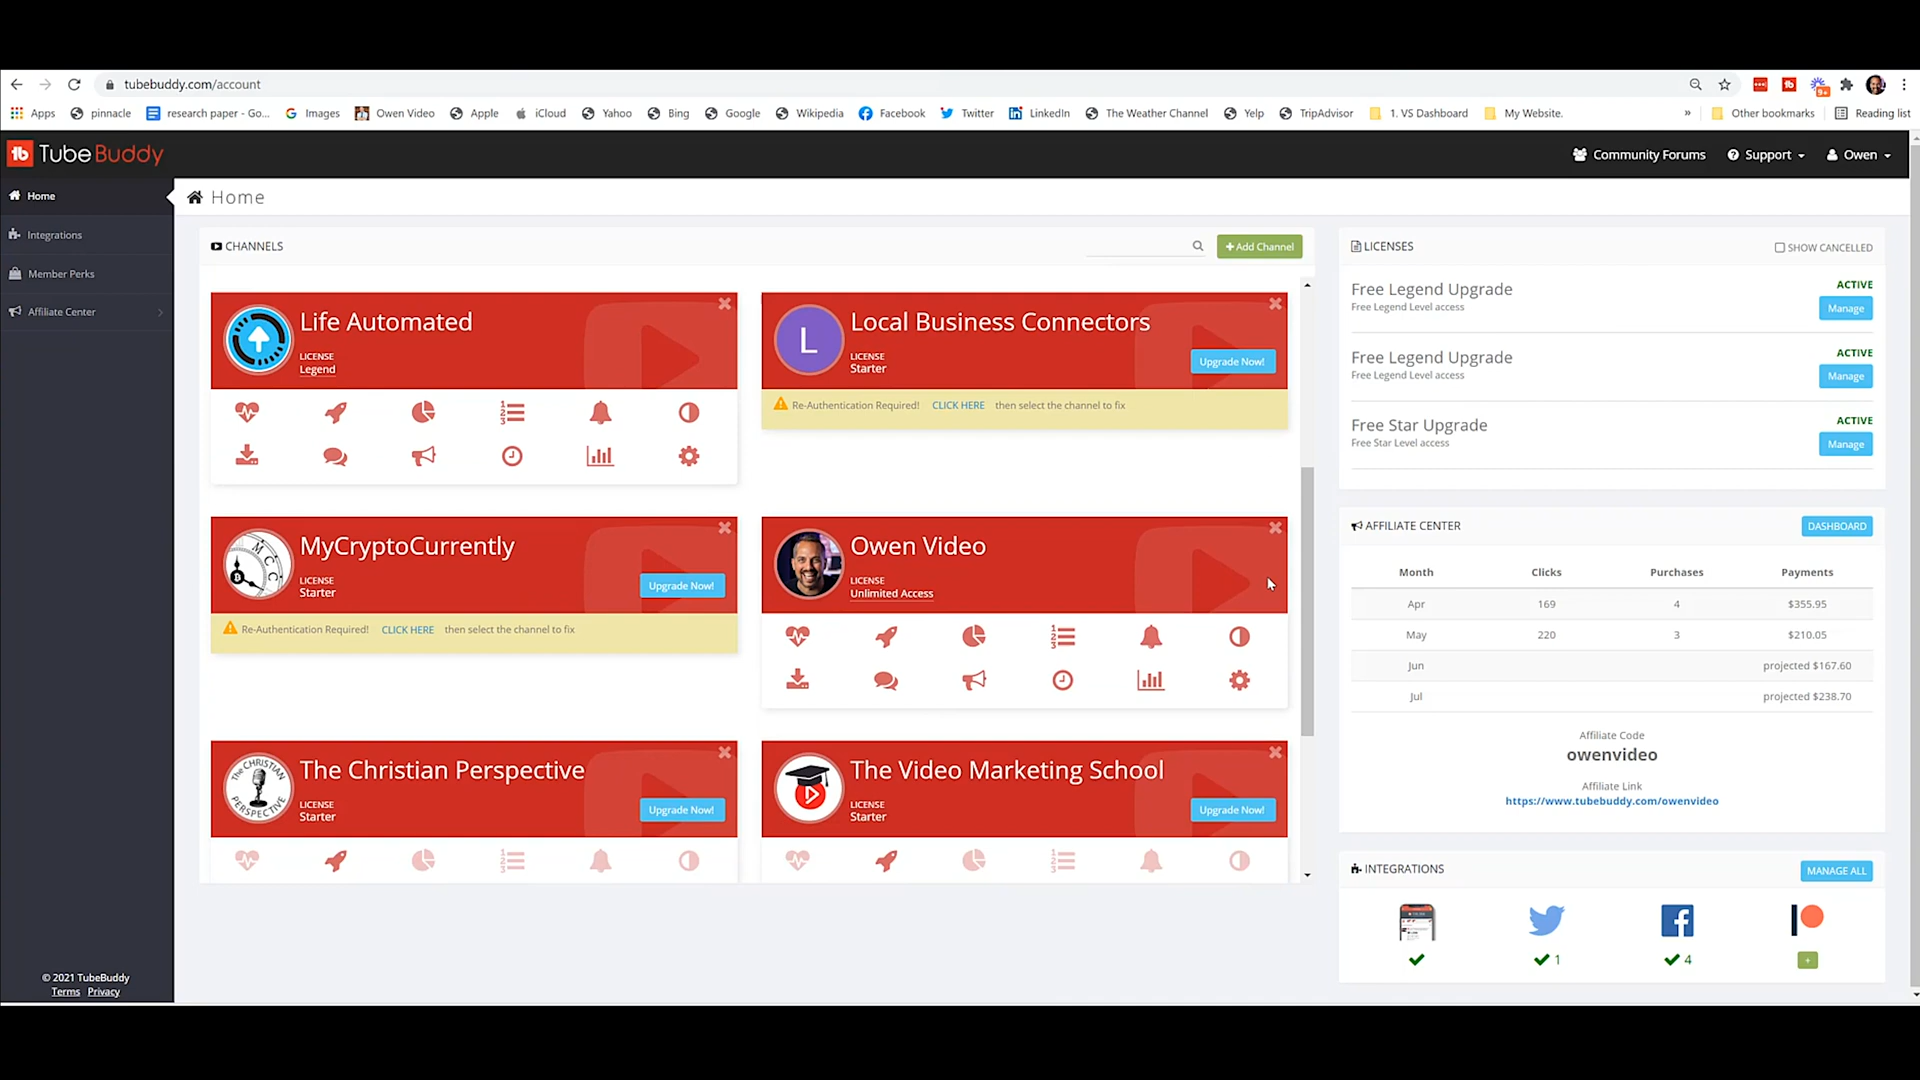 tubebuddy.com/account
9+
Apps pinnacle research paper - Go... Images Owen Video Apple iCloud Yahoo Bing Google Wikipedia Facebook Twitter LinkedIn The Weather Channel Yelp TripAdvisor 1. VS Dashboard My Website. » Other bookmarks Reading list
tb TubeBuddy
Community Forums Support Owen
Home
Integrations
Member Perks
Affiliate Center
© 2021 TubeBuddy
Terms Privacy
Home
CHANNELS
+Add Channel
Life Automated
LICENSE
Legend
L
Local Business Connectors
LICENSE
Starter
Upgrade Now!
Re-Authentication Required! CLICK HERE then select the channel to fix
MCC
MyCryptoCurrently
LICENSE
Starter
Upgrade Now!
Re-Authentication Required! CLICK HERE then select the channel to fix
Owen Video
LICENSE
Unlimited Access
THE CHRISTIAN
PERSPECTIVE
The Christian Perspective
LICENSE
Starter
Upgrade Now!
The Video Marketing School
LICENSE
Starter
Upgrade Now!
LICENSES
SHOW CANCELLED
Free Legend Upgrade
Free Legend Level access
ACTIVE
Manage
Free Legend Upgrade
Free Legend Level access
ACTIVE
Manage
Free Star Upgrade
Free Star Level access
ACTIVE
Manage
AFFILIATE CENTER
DASHBOARD
Month Clicks Purchases Payments
Apr 169 4 $355.95
May 220 3 $210.05
Jun projected $167.60
Jul projected $238.70
Affiliate Code
owenvideo
Affiliate Link
https://www.tubebuddy.com/owenvideo
INTEGRATIONS
MANAGE ALL
1
4
+